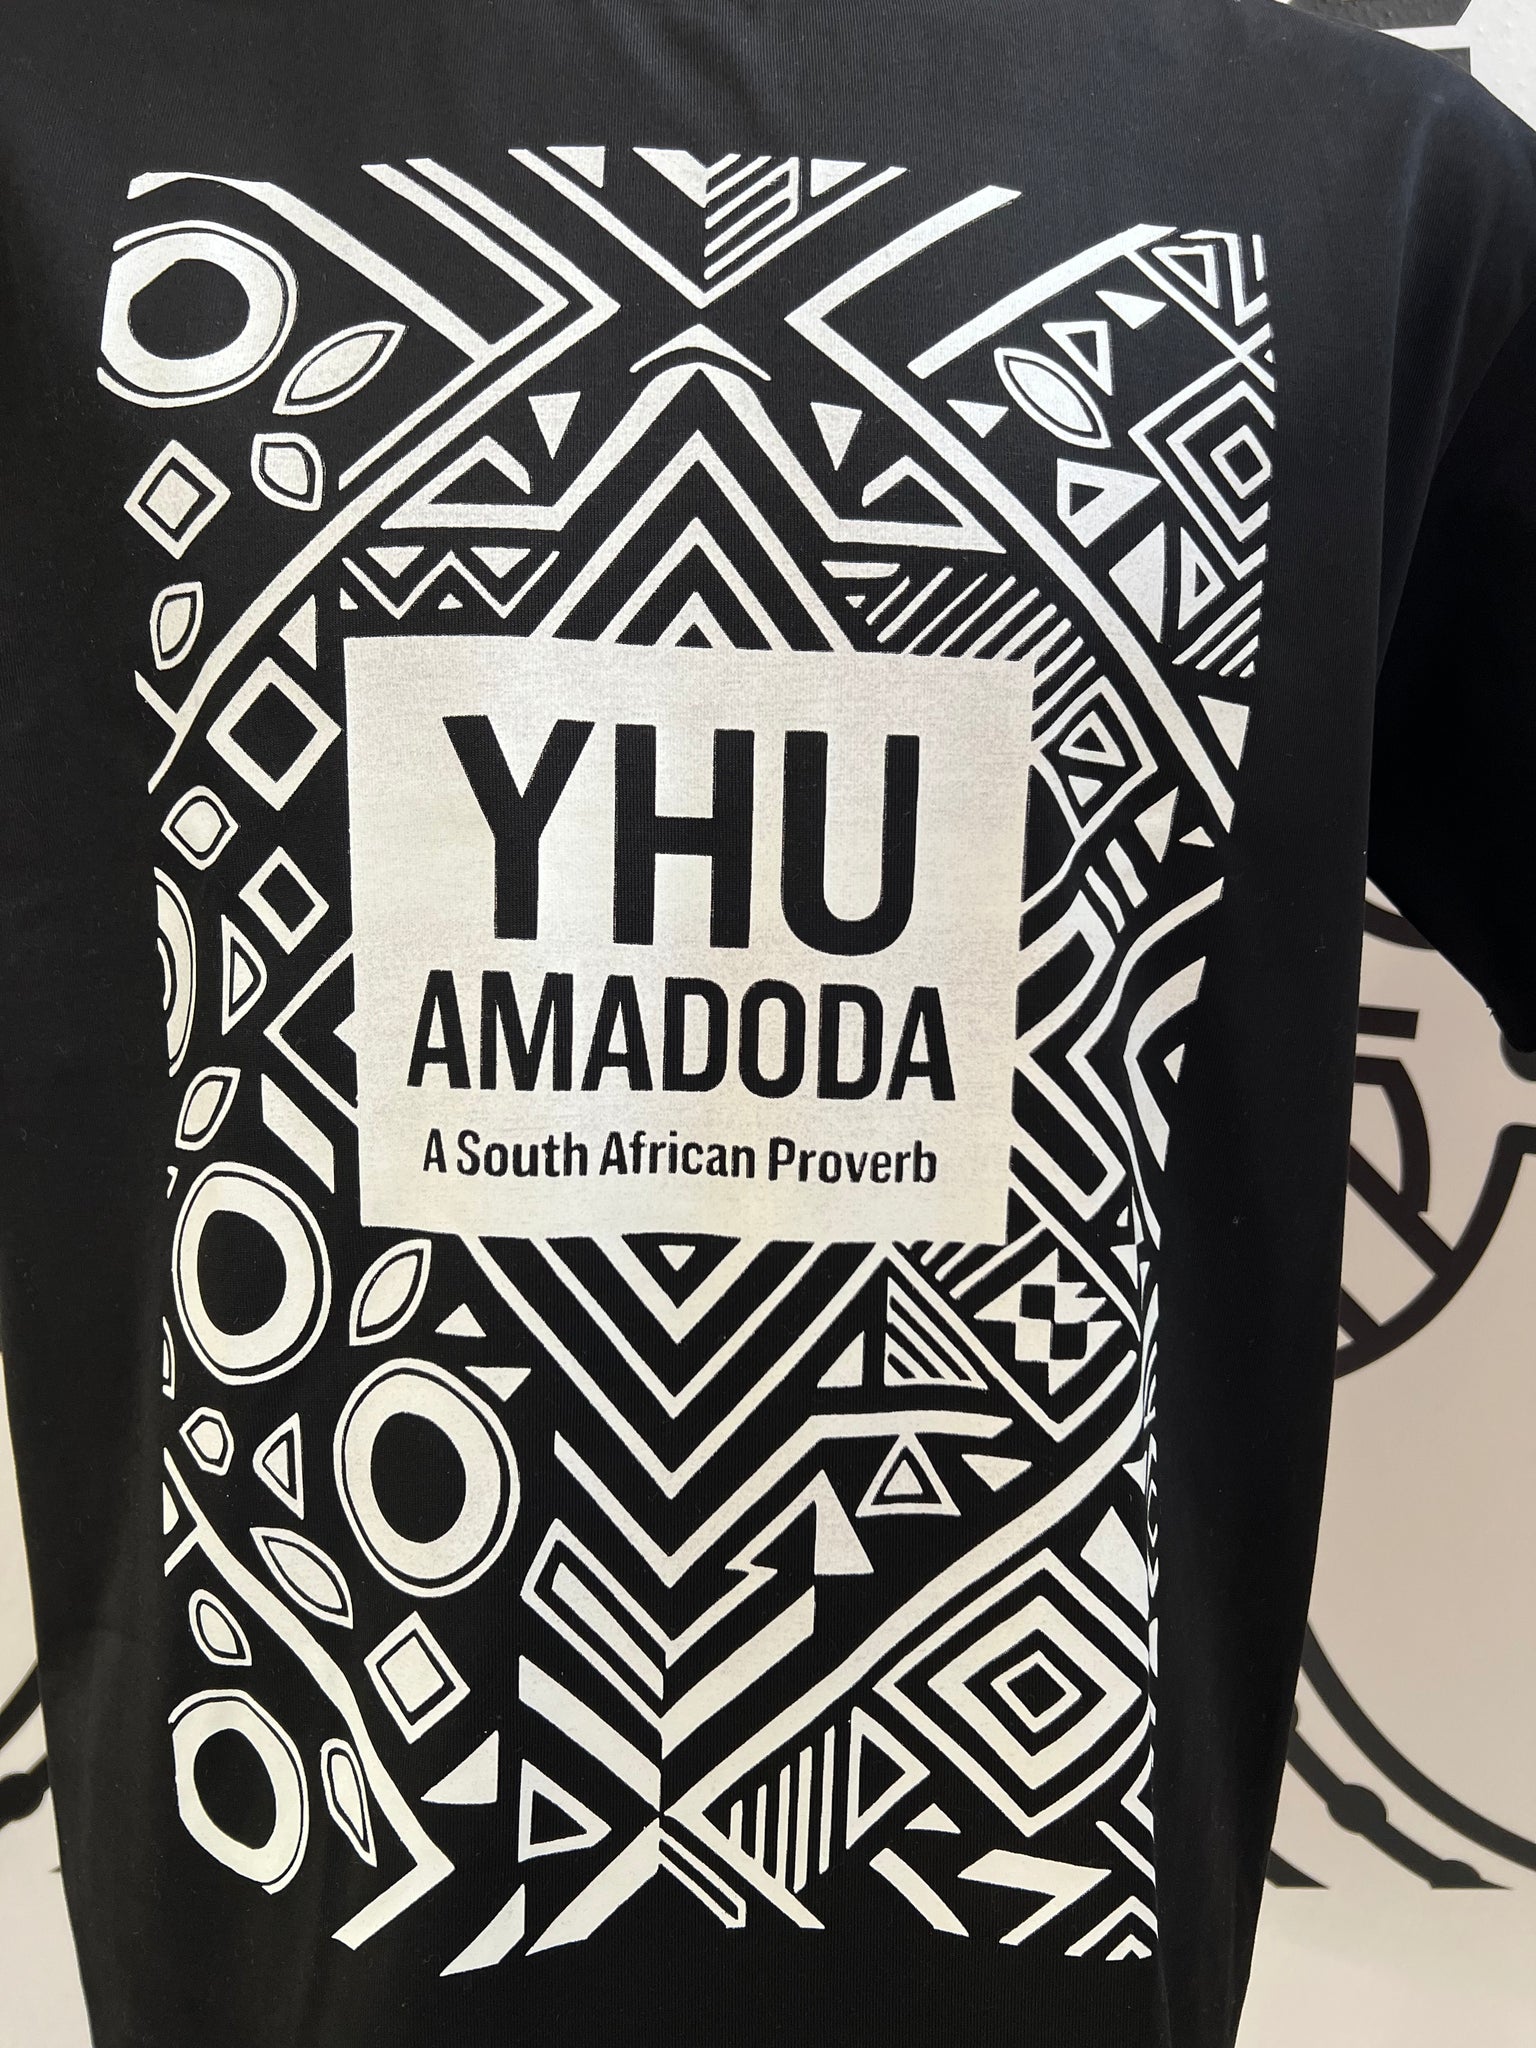 YHU
AMADODA
A South African Proverb